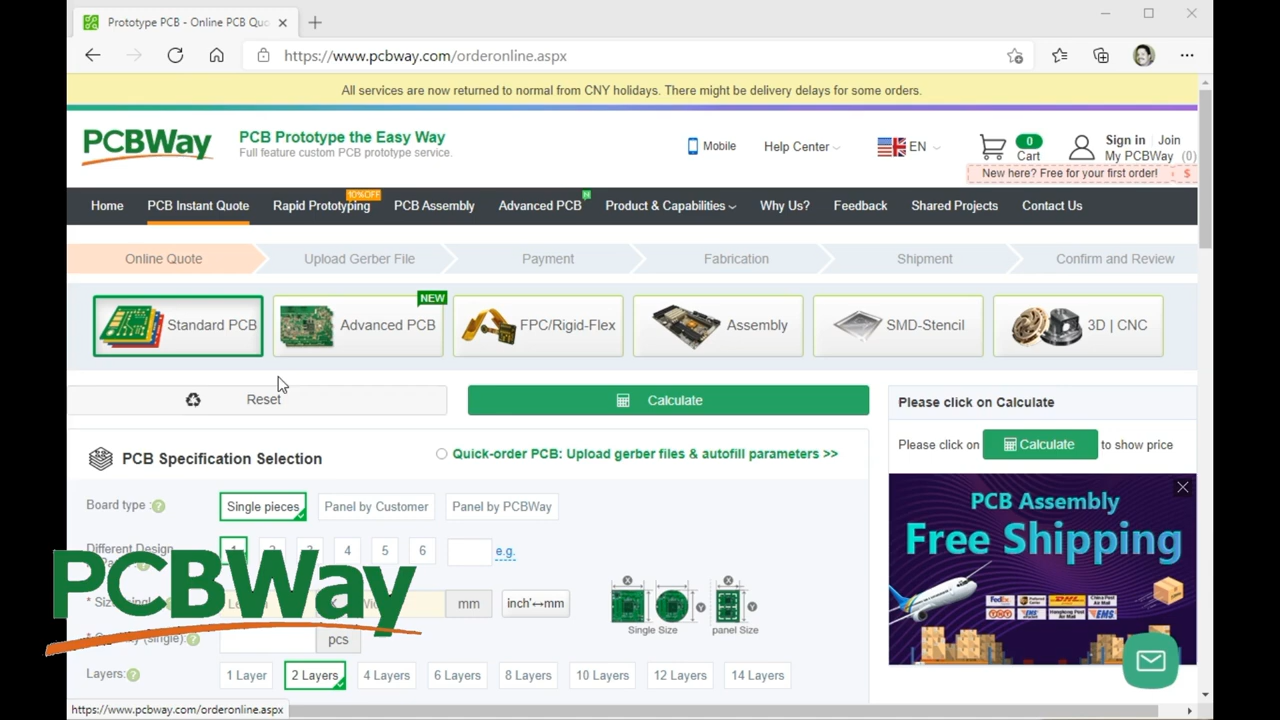 Prototype PCB - Online PCB Quo
https://www.pcbway.com/orderonline.aspx
All services are now returned to normal from CNY holidays. There might be delivery delays for some orders.
PCBWay
PCB Prototype the Easy Way
Full feature custom PCB prototype service.
Mobile
Help Center
EN
0
Cart
Sign in | Join
My PCBWay (0)
New here? Free for your first order! $
10%OFF
N
Home PCB Instant Quote Rapid Prototyping PCB Assembly Advanced PCB Product & Capabilities Why Us? Feedback Shared Projects Contact Us
Online Quote Upload Gerber File Payment Fabrication Shipment Confirm and Review
NEW
Standard PCB Advanced PCB FPC/Rigid-Flex Assembly SMD-Stencil 3D | CNC
Reset
Calculate
Please click on Calculate
Please click on Calculate to show price
PCB Specification Selection
Quick-order PCB: Upload gerber files & autofill parameters >>
Board type : Single pieces Panel by Customer Panel by PCBWay
Different Design 4 5 6 e.g.
mm inch'↔mm
X X
Y Y
Single Size panel Size
(single): pcs
Layers: 1 Layer 2 Layers 4 Layers 6 Layers 8 Layers 10 Layers 12 Layers 14 Layers
PCB Assembly
Free Shipping
FedEx DHL
EMS
PCBWay
https://www.pcbway.com/orderonline.aspx